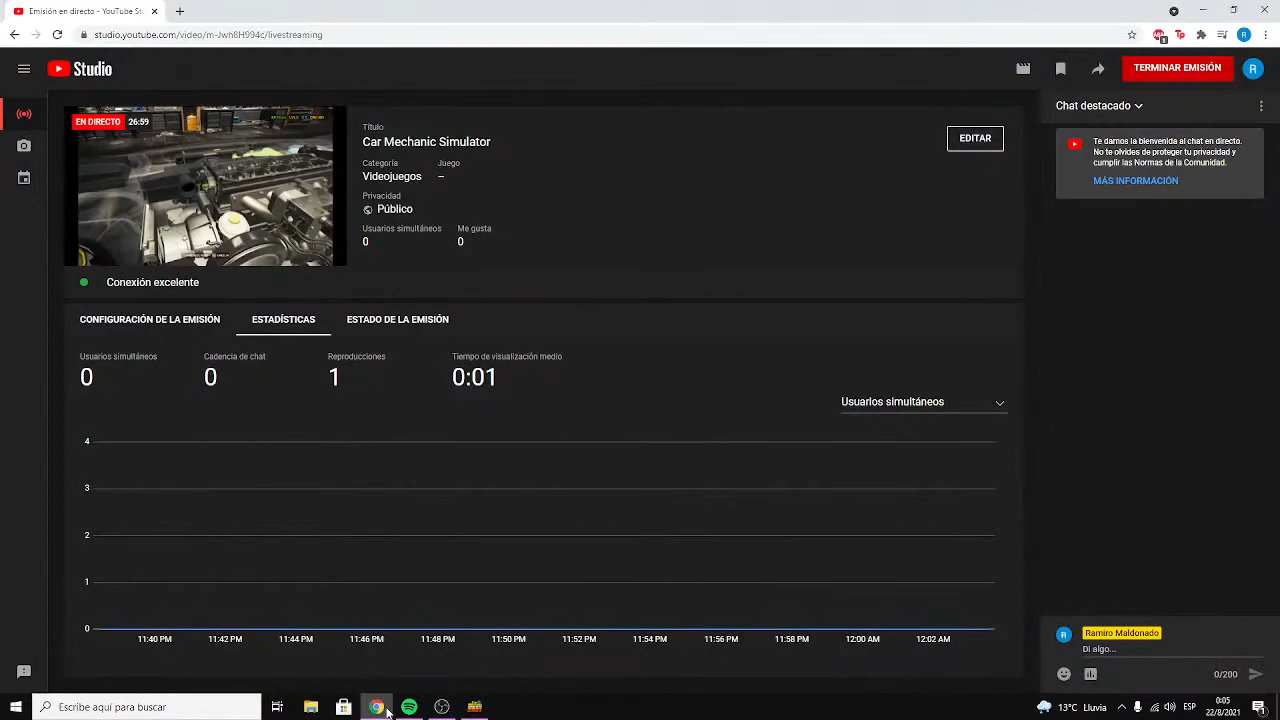 Emisión en directo - YouTube Stu
studio.youtube.com/video/m-Jwh8H994c/livestreaming
Studio
TERMINAR EMISIÓN
R
EN DIRECTO 26:59
Título
Car Mechanic Simulator
EDITAR
Categoría Juego
Videojuegos –
Privacidad
Público
Usuarios simultáneos Me gusta
0 0
Conexión excelente
CONFIGURACIÓN DE LA EMISIÓN ESTADÍSTICAS ESTADO DE LA EMISIÓN
Usuarios simultáneos Cadencia de chat Reproducciones Tiempo de visualización medio
0 0 1 0:01
Usuarios simultáneos
4
3
2
1
0
11:40 PM 11:42 PM 11:44 PM 11:46 PM 11:48 PM 11:50 PM 11:52 PM 11:54 PM 11:56 PM 11:58 PM 12:00 AM 12:02 AM
Chat destacado
Te damos la bienvenida al chat en directo.
No te olvides de proteger tu privacidad y
cumplir las Normas de la Comunidad.
MÁS INFORMACIÓN
R Ramiro Maldonado
Di algo...
0/200
Escribe aquí para buscar
13°C Lluvia
ESP
0:05
22/8/2021